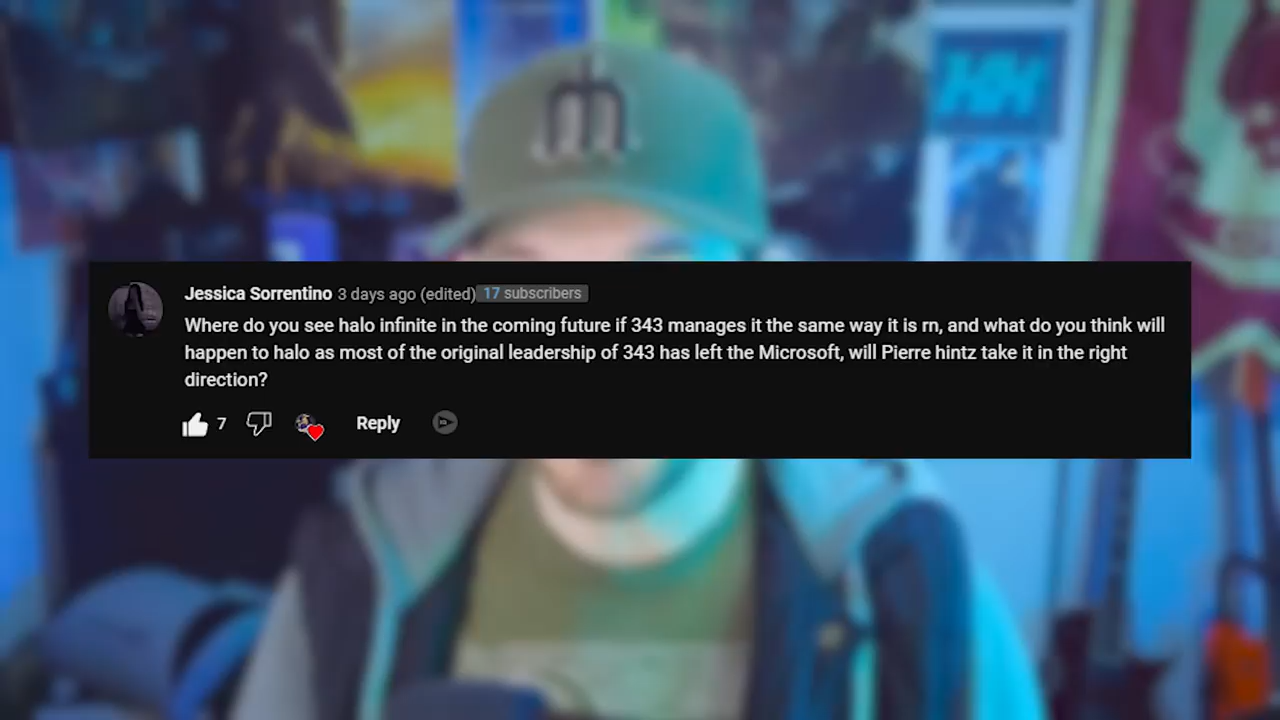 HH
m
Jessica Sorrentino 3 days ago (edited) 17 subscribers
Where do you see halo infinite in the coming future if 343 manages it the same way it is rn, and what do you think will
happen to halo as most of the original leadership of 343 has left the Microsoft, will Pierre hintz take it in the right
direction?
7 Reply